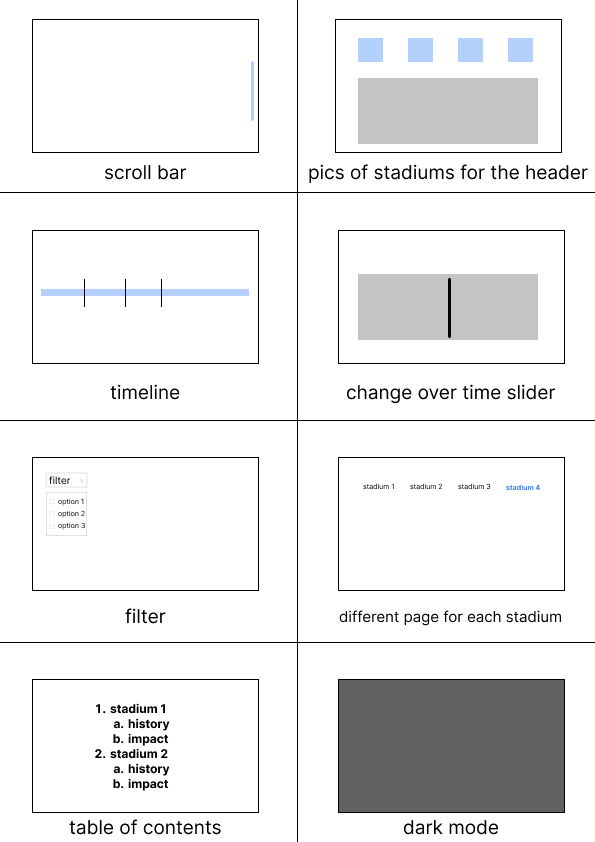 scroll bar
pics of stadiums for the header
timeline
change over time slider
filter
option 1
option 2
option 3
filter
stadium 1 stadium 2 stadium 3 stadium 4
different page for each stadium
1. stadium 1
a. history
b. impact
2. stadium 2
a. history
b. impact
table of contents
dark mode